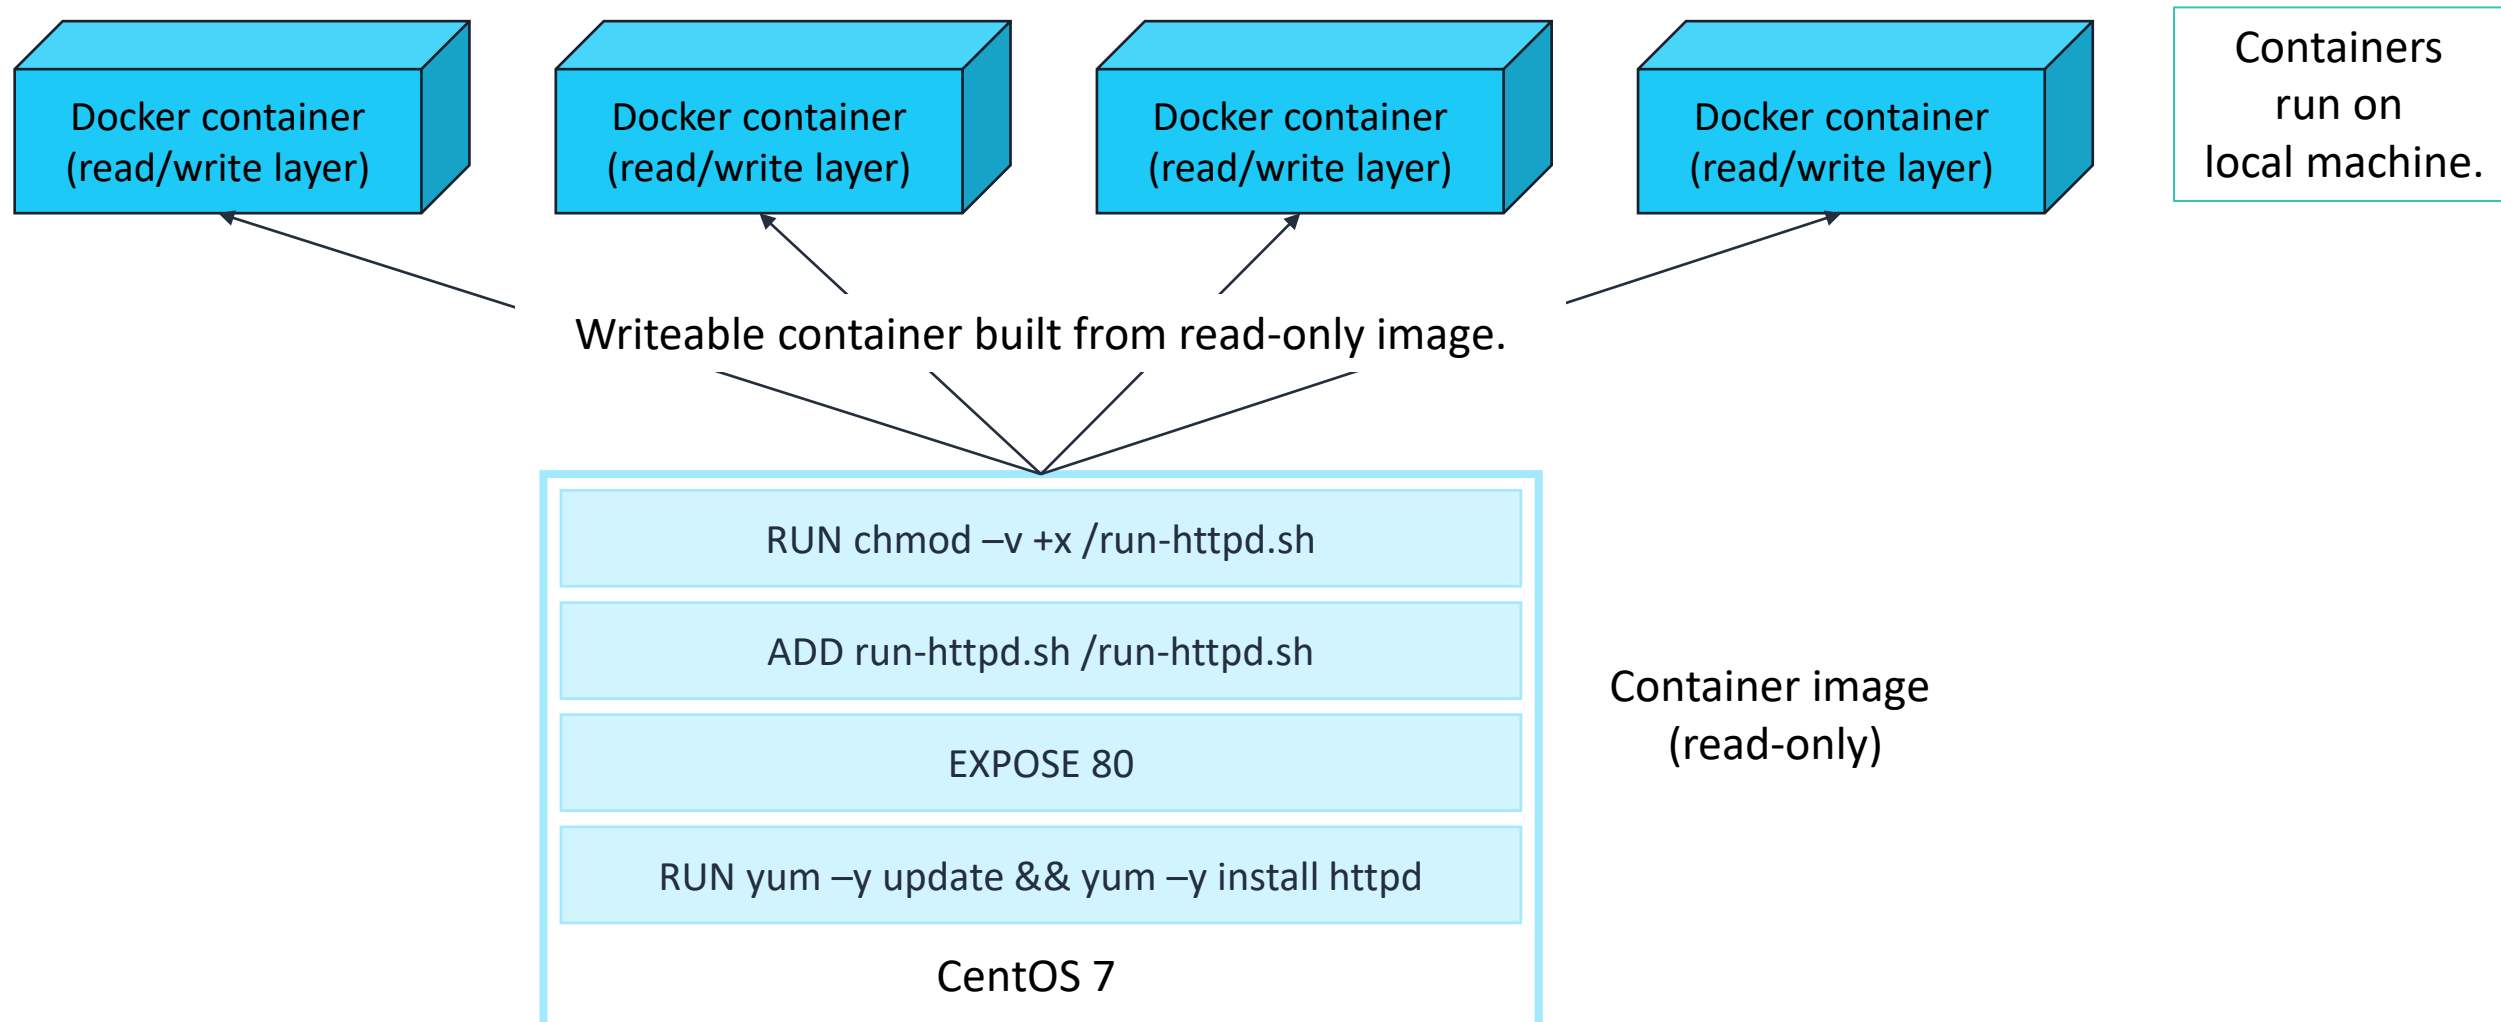 Docker container
(read/write layer)
Docker container
(read/write layer)
Docker container
(read/write layer)
Docker container
(read/write layer)
Containers
run on
local machine.
Writeable container built from read-only image.
RUN chmod –v +x /run-httpd.sh
ADD run-httpd.sh /run-httpd.sh
EXPOSE 80
RUN yum –y update && yum –y install httpd
CentOS 7
Container image
(read-only)